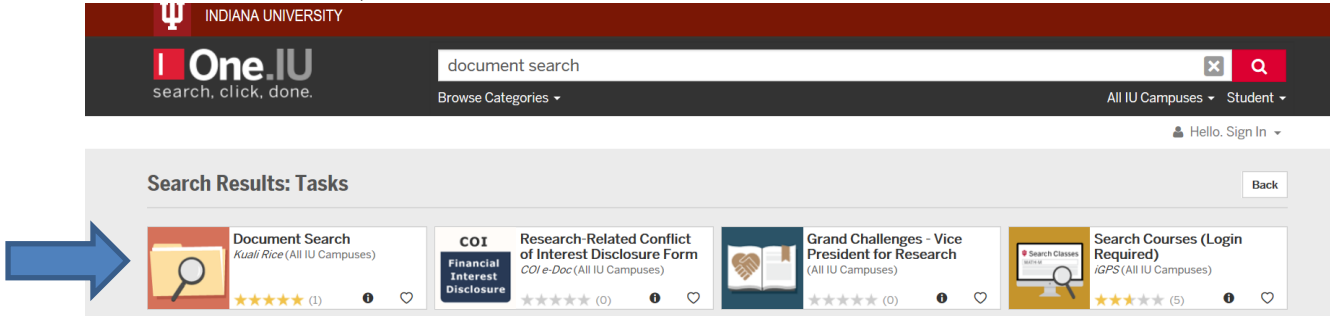 INDIANA UNIVERSITY
One.IU
search, click, done.
document search
Browse Categories
All IU Campuses
Student
Hello. Sign In
Search Results: Tasks
Back
Document Search
Kuali Rice (All IU Campuses)
(1)
COI
Financial
Interest
Disclosure
Research-Related Conflict
of Interest Disclosure Form
COI e-Doc (All IU Campuses)
(0)
Grand Challenges - Vice
President for Research
(All IU Campuses)
(0)
Search Classes
Search Courses (Login
Required)
iGPS (All IU Campuses)
(5)